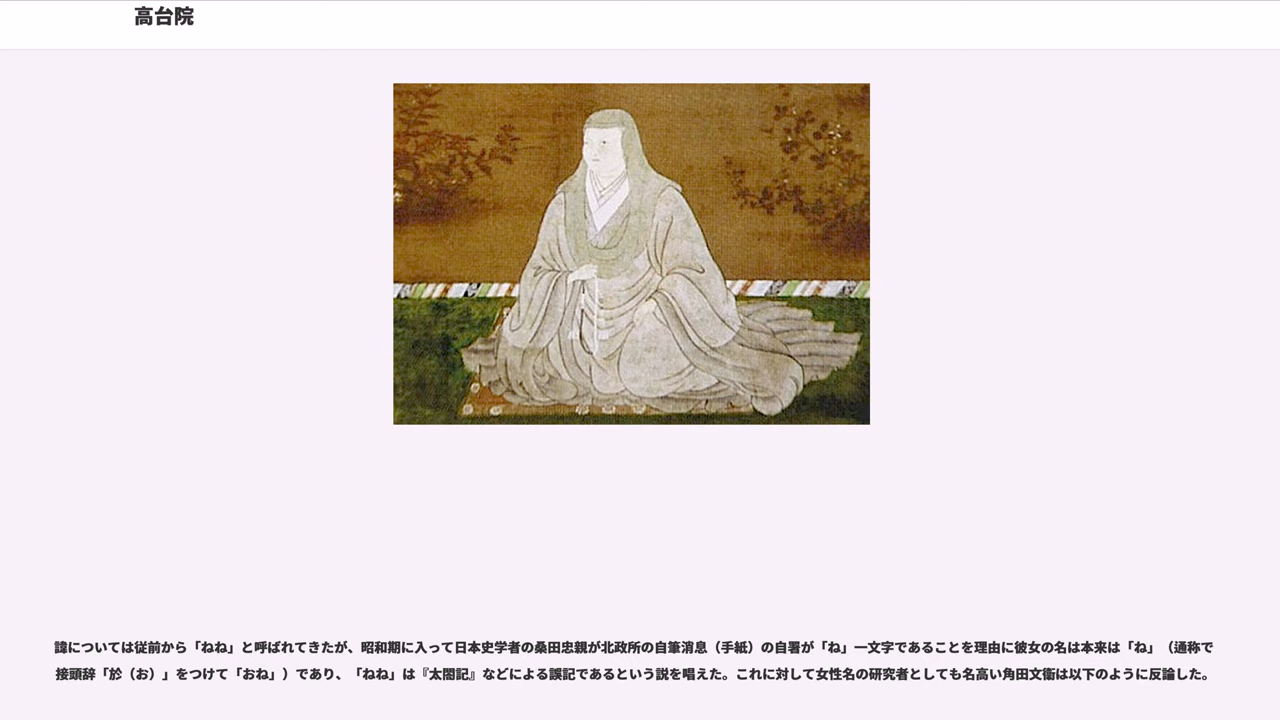 高台院
諱については従前から「ねね」と呼ばれてきたが、昭和期に入って日本史学者の桑田忠親が北政所の自筆消息（手紙）の自署が「ね」一文字であることを理由に彼女の名は本来は「ね」（通称で
接頭辞「於（お）」をつけて「おね」）であり、「ねね」は『太閤記』などによる誤記であるという説を唱えた。これに対して女性名の研究者としても名高い角田文衞は以下のように反論した。